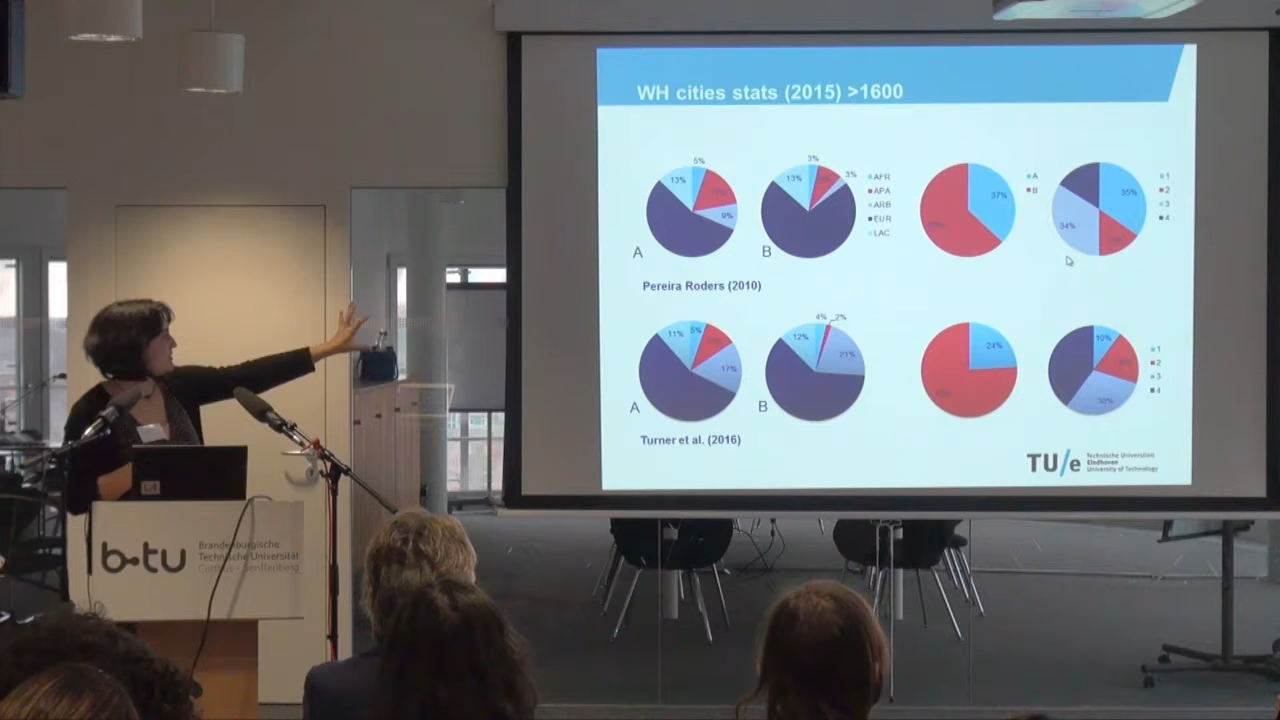 WH cities stats (2015) >1600
5%
13%
9%
A
3%
13%
3%
B
AFR
APA
ARB
EUR
LAC
37%
A
B
35%
34%
1
2
3
4
Pereira Roders (2010)
11%
5%
17%
A
4%
2%
12%
21%
B
24%
10%
30%
1
2
3
4
Turner et al. (2016)
TU/e
Technische Universiteit
Eindhoven
University of Technology
b-tu
Brandenburgische
Technische Universität
Cottbus - Senftenberg